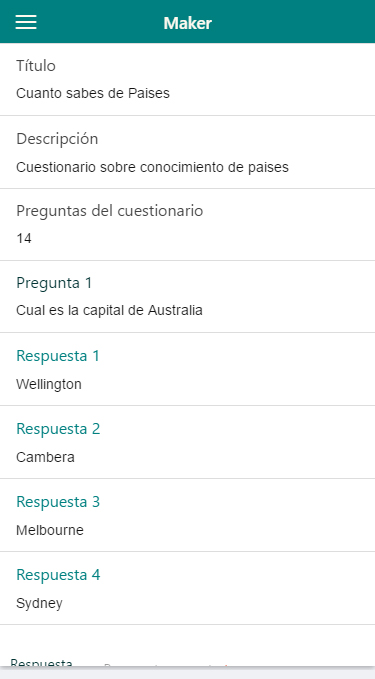 Maker
Título
Cuanto sabes de Paises
Descripción
Cuestionario sobre conocimiento de paises
Preguntas del cuestionario
14
Pregunta 1
Cual es la capital de Australia
Respuesta 1
Wellington
Respuesta 2
Cambera
Respuesta 3
Melbourne
Respuesta 4
Sydney
Respuesta